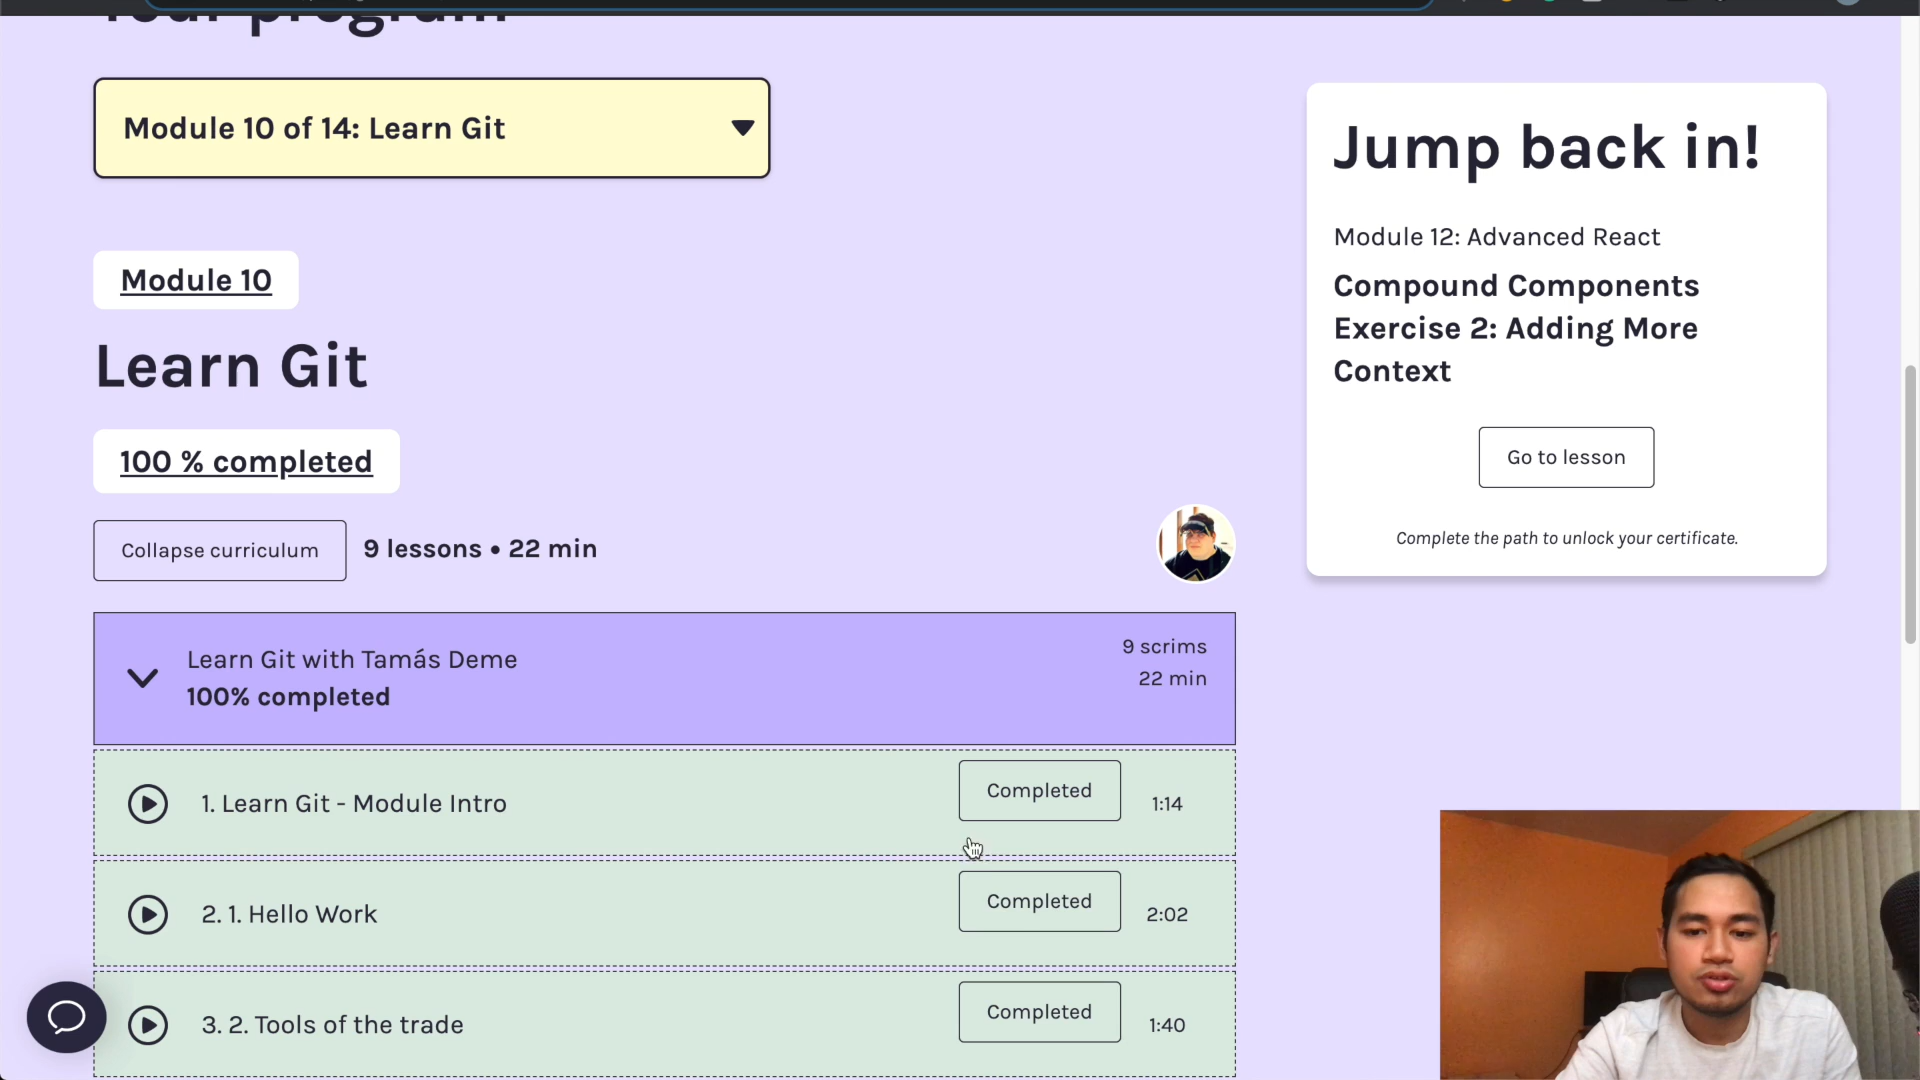 Your program
Module 10 of 14: Learn Git
Module 10
Learn Git
100 % completed
Collapse curriculum
9 lessons • 22 min
Learn Git with Tamás Deme
100% completed
9 scrims
22 min
1. Learn Git - Module Intro
Completed
1:14
2. 1. Hello Work
Completed
2:02
3. 2. Tools of the trade
Completed
1:40
Jump back in!
Module 12: Advanced React
Compound Components
Exercise 2: Adding More
Context
Go to lesson
Complete the path to unlock your certificate.